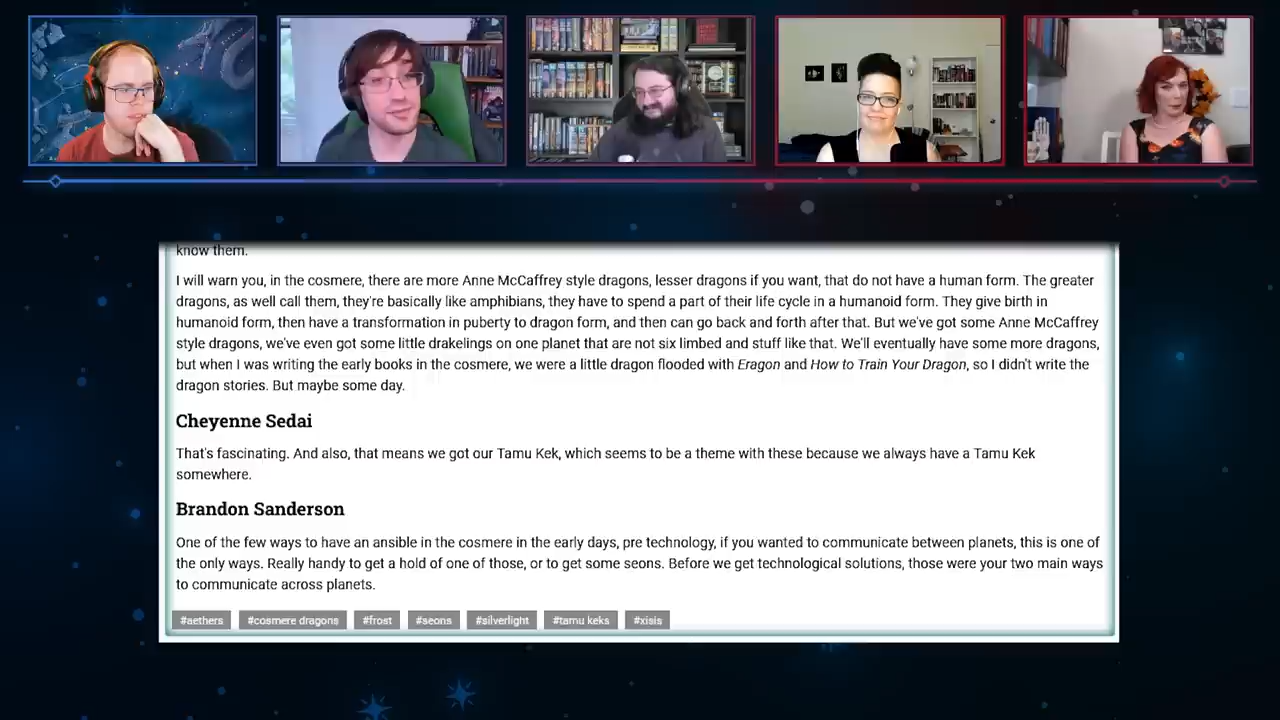 know them.
I will warn you, in the cosmere, there are more Anne McCaffrey style dragons, lesser dragons if you want, that do not have a human form. The greater
dragons, as well call them, they're basically like amphibians, they have to spend a part of their life cycle in a humanoid form. They give birth in
humanoid form, then have a transformation in puberty to dragon form, and then can go back and forth after that. But we've got some Anne McCaffrey
style dragons, we've even got some little drakelings on one planet that are not six limbed and stuff like that. We'll eventually have some more dragons,
but when I was writing the early books in the cosmere, we were a little dragon flooded with Eragon and How to Train Your Dragon, so I didn't write the
dragon stories. But maybe some day.
Cheyenne Sedai
That's fascinating. And also, that means we got our Tamu Kek, which seems to be a theme with these because we always have a Tamu Kek
somewhere.
Brandon Sanderson
One of the few ways to have an ansible in the cosmere in the early days, pre technology, if you wanted to communicate between planets, this is one of
the only ways. Really handy to get a hold of one of those, or to get some seons. Before we get technological solutions, those were your two main ways
to communicate across planets.
#aethers #cosmere dragons #frost #seons #silverlight #tamu keks #xisis